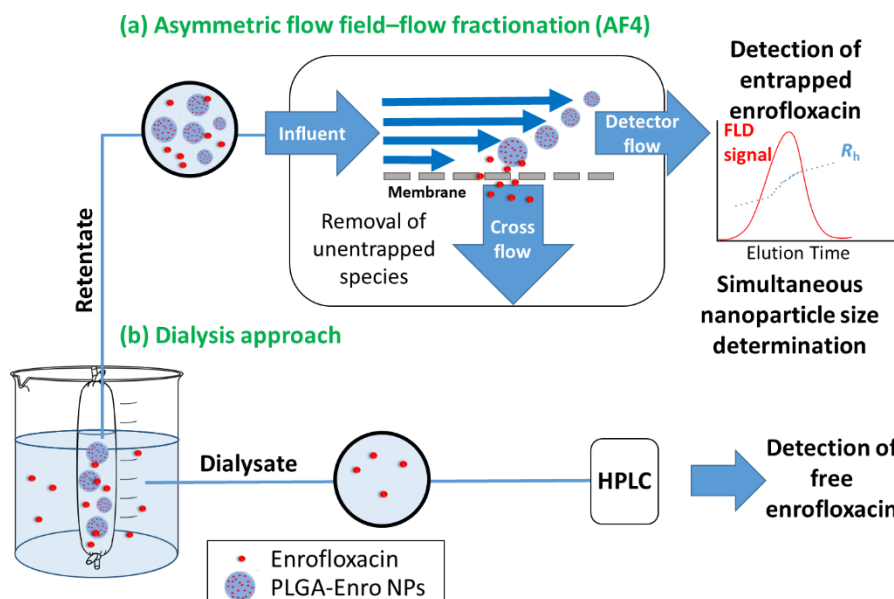 (a) Asymmetric flow field–flow fractionation (AF4)
Influent
Membrane
Removal of
unentrapped
species
Cross
flow
Detector
flow
Detection of
entrapped
enrofloxacin
FLD
signal
Rh
Elution Time
Simultaneous
nanoparticle size
determination
Retentate
(b) Dialysis approach
Dialysate
HPLC
Detection of
free
enrofloxacin
Enrofloxacin
PLGA-Enro NPs